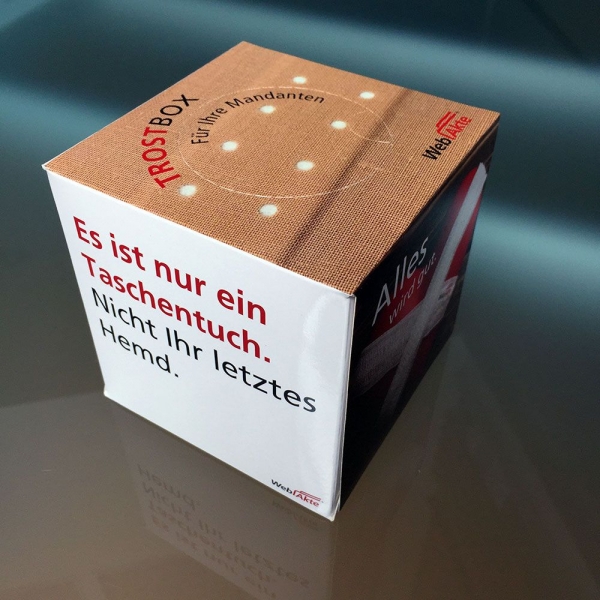 TROSTBOX
Für Ihre Mandanten
WebAkte
Es ist nur ein
Taschentuch.
Nicht Ihr letztes
Hemd.
WebAkte
Alles
wird gut.